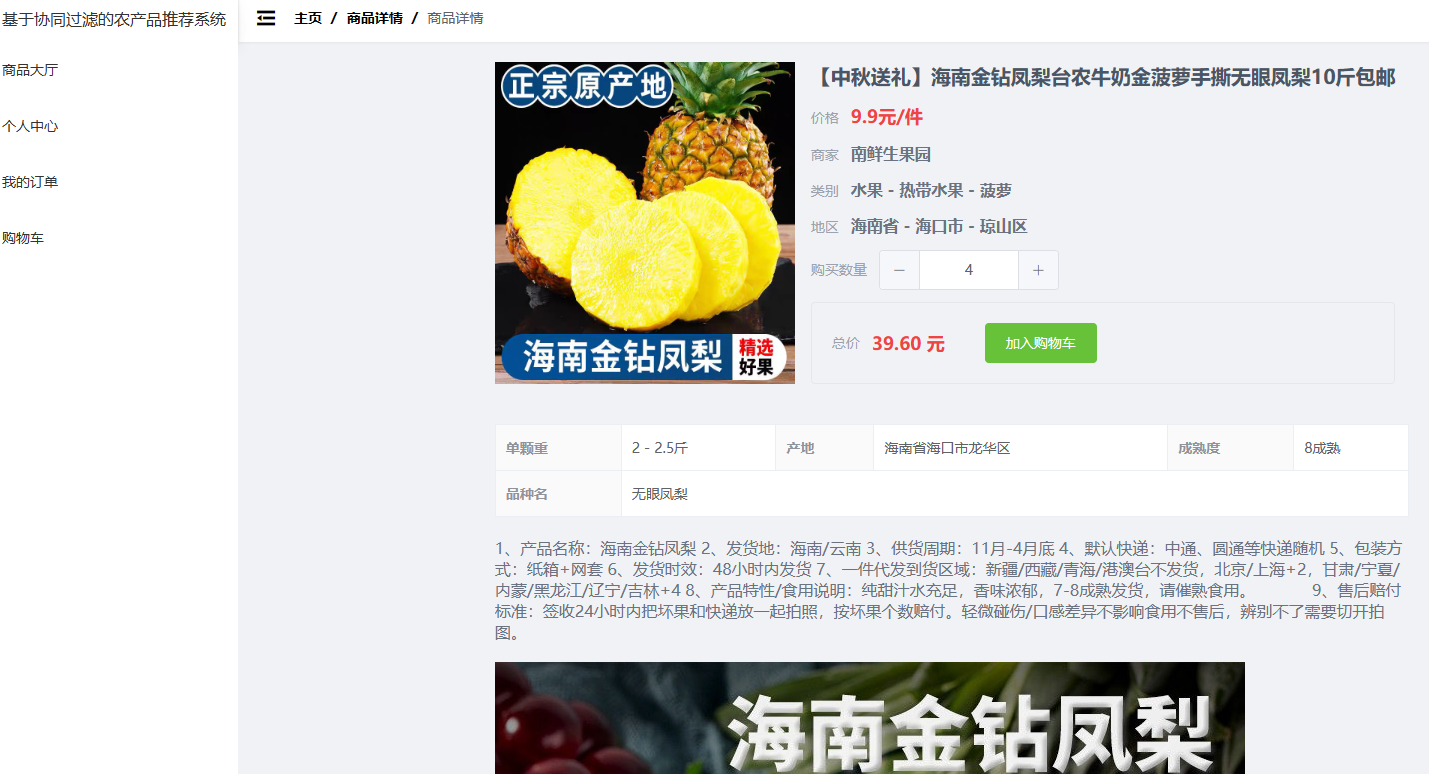 基于协同过滤的农产品推荐系统
商品大厅
个人中心
我的订单
购物车
主页 / 商品详情 / 商品详情
正宗原产地
海南金钻凤梨
精选
好果
【中秋送礼】海南金钻凤梨台农牛奶金菠萝手撕无眼凤梨10斤包邮
价格 9.9元/件
商家 南鲜生果园
类别 水果 - 热带水果 - 菠萝
地区 海南省 - 海口市 - 琼山区
购买数量 − 4 +
总价 39.60 元 加入购物车
单颗重 2 - 2.5斤 产地 海南省海口市龙华区 成熟度 8成熟
品种名 无眼凤梨
1、产品名称：海南金钻凤梨 2、发货地：海南/云南 3、供货周期：11月-4月底 4、默认快递：中通、圆通等快递随机 5、包装方
式：纸箱+网套 6、发货时效：48小时内发货 7、一件代发到货区域：新疆/西藏/青海/港澳台不发货，北京/上海+2，甘肃/宁夏/
内蒙/黑龙江/辽宁/吉林+4 8、产品特性/食用说明：纯甜汁水充足，香味浓郁，7-8成熟发货，请催熟食用。 9、售后赔付
标准：签收24小时内把坏果和快递放一起拍照，按坏果个数赔付。轻微碰伤/口感差异不影响食用不售后，辨别不了需要切开拍
图。
海南金钻凤梨